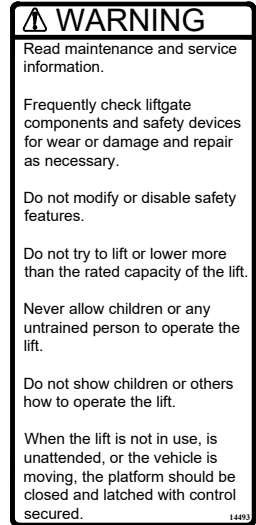 WARNING
Read maintenance and service
information.
Frequently check liftgate
components and safety devices
for wear or damage and repair
as necessary.
Do not modify or disable safety
features.
Do not try to lift or lower more
than the rated capacity of the lift.
Never allow children or any
untrained person to operate the
lift.
Do not show children or others
how to operate the lift.
When the lift is not in use, is
unattended, or the vehicle is
moving, the platform should be
closed and latched with control
secured.
14493